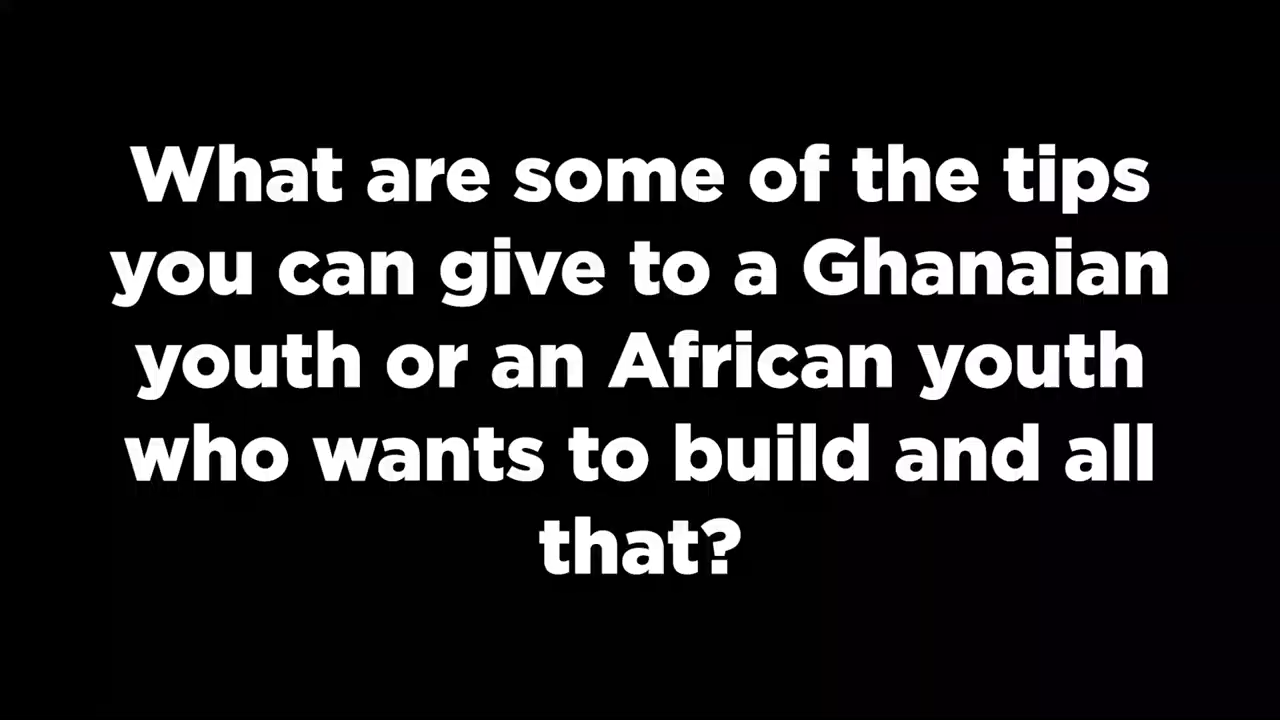 What are some of the tips
you can give to a Ghanaian
youth or an African youth
who wants to build and all
that?